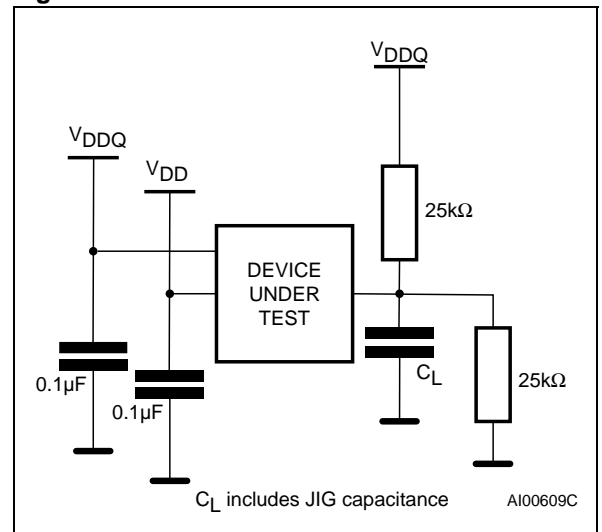 VDDQ
VDDQ
VDD
25kΩ
DEVICE
UNDER
TEST
0.1µF
0.1µF
CL
25kΩ
CL includes JIG capacitance
AI00609C